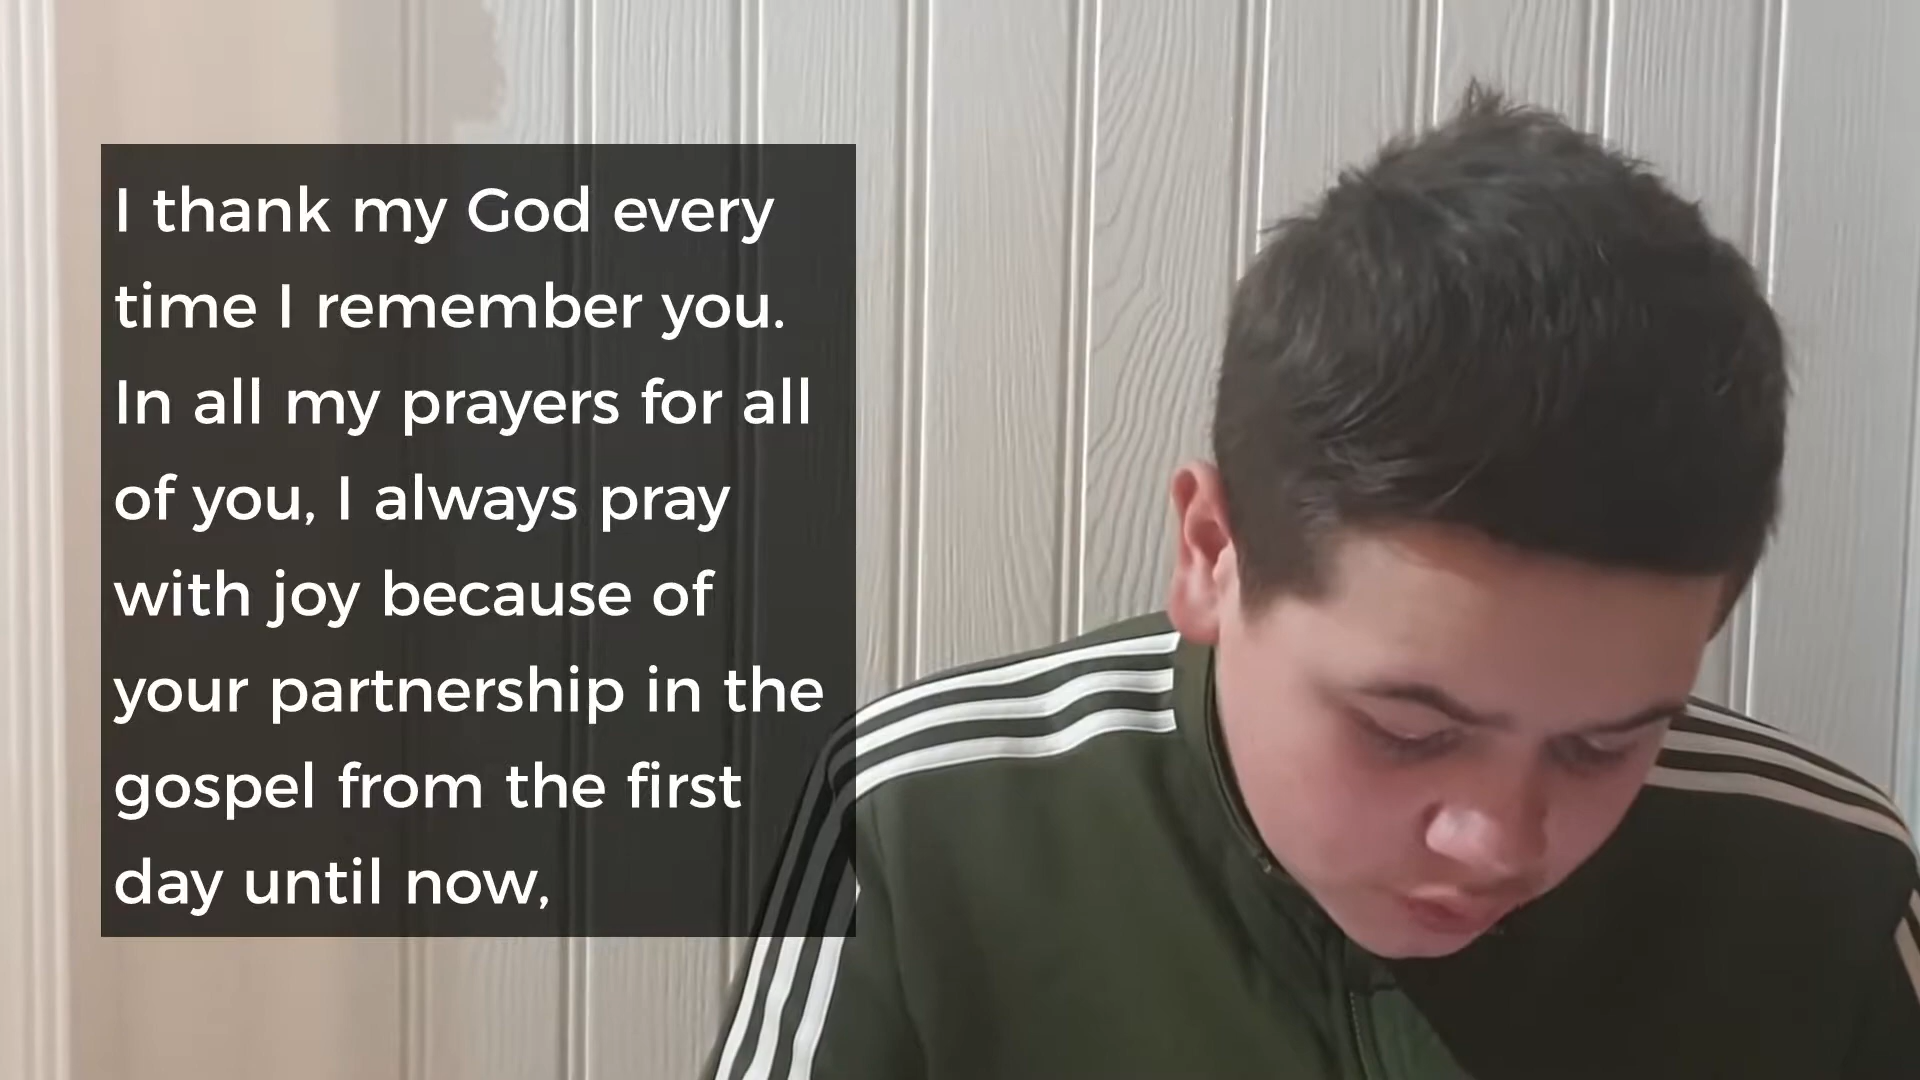 I thank my God every
time I remember you.
In all my prayers for all
of you, I always pray
with joy because of
your partnership in the
gospel from the first
day until now,